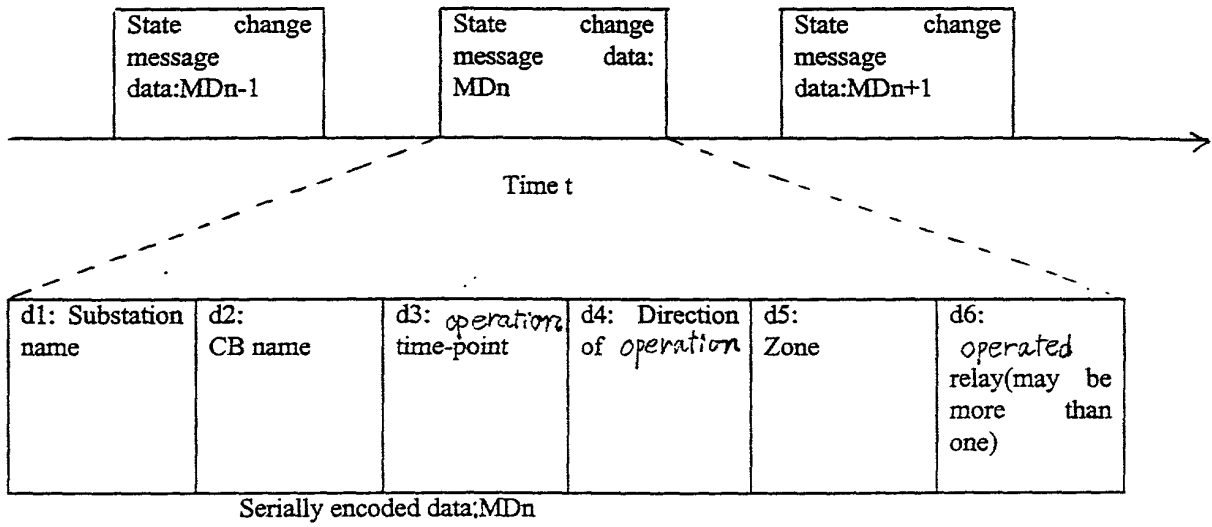 State change
message
data:MDn-1
State change
message data:
MDn
State change
message
data:MDn+1
Time t
d1: Substation
name
d2:
CB name
d3: operation
time-point
d4: Direction
of operation
d5:
Zone
d6:
operated
relay(may be
more than
one)
Serially encoded data;MDn